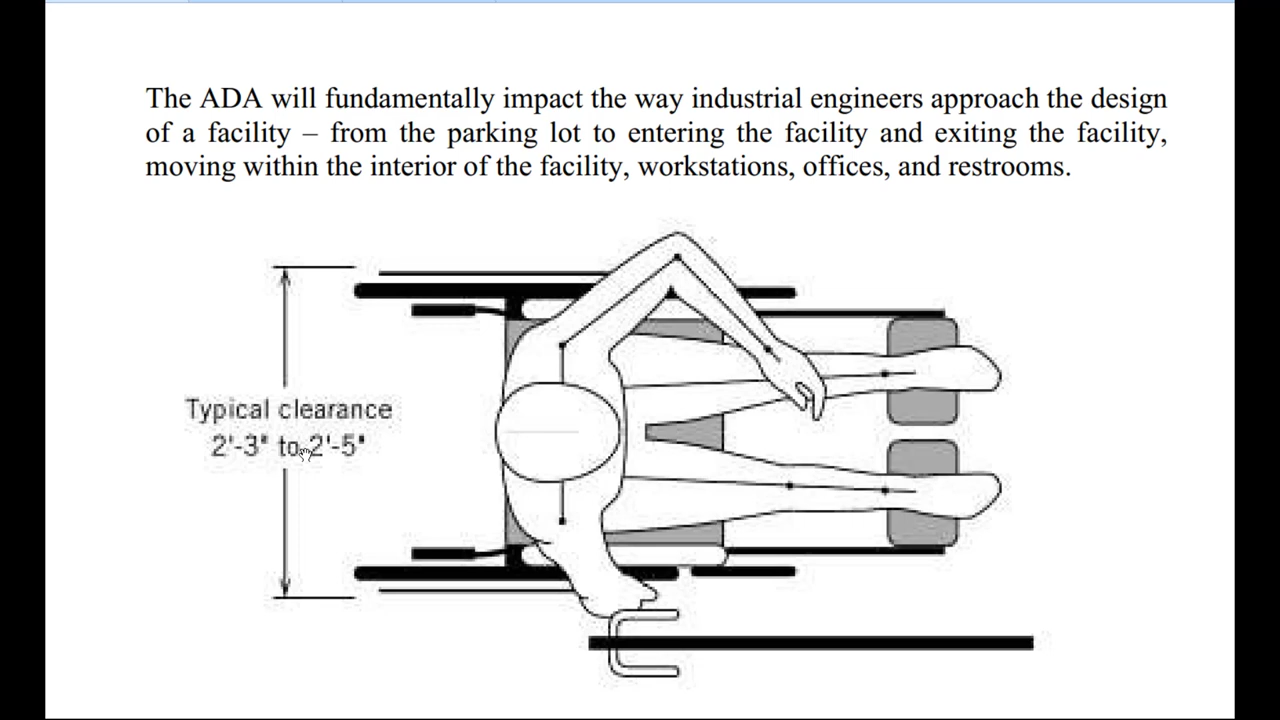 The ADA will fundamentally impact the way industrial engineers approach the design
of a facility – from the parking lot to entering the facility and exiting the facility,
moving within the interior of the facility, workstations, offices, and restrooms.
Typical clearance
2'-3" to 2'-5"